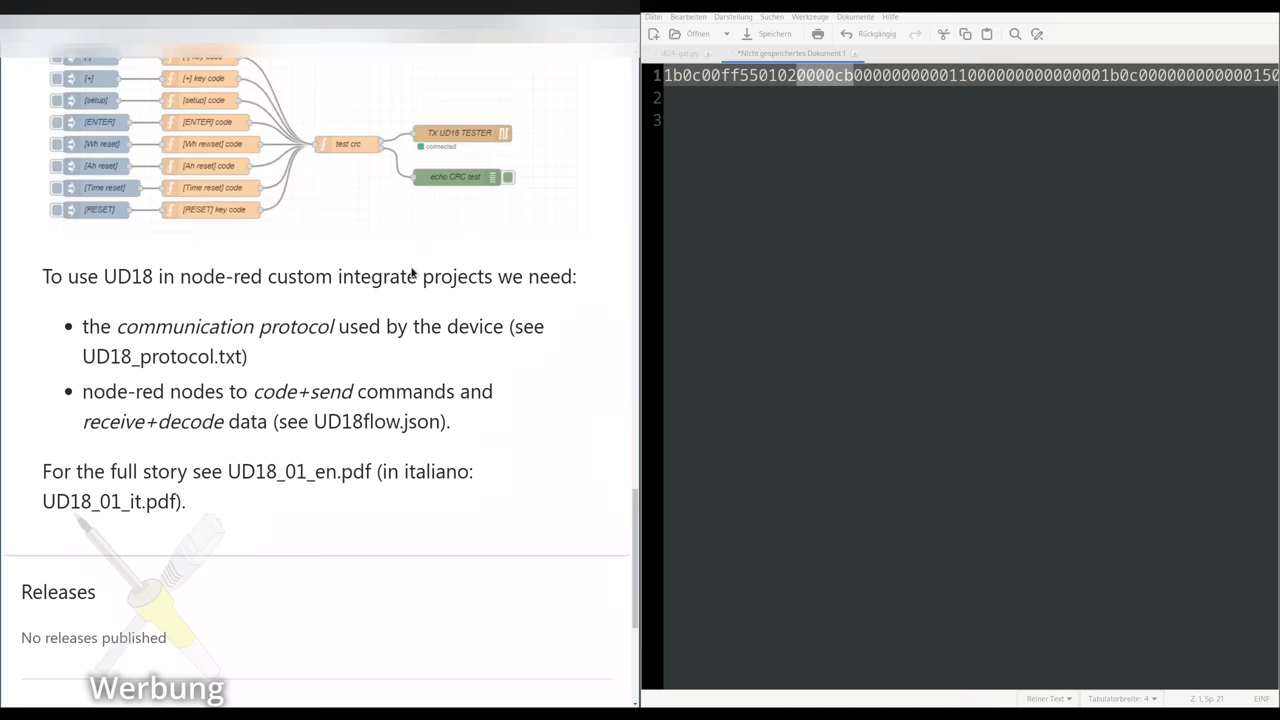 Datei Bearbeiten Darstellung Suchen Werkzeuge Dokumente Hilfe
Öffnen Speichern Rückgängig
*Nicht gespeichertes Dokument 1
1 1b0c00ff5501020000cb0000000000110000000000000001b0c000000000000150
2
3
[+] [+] key code
[setup] [setup] code
[ENTER] [ENTER] code
[Wh reset] [Wh rewset] code
[Ah reset] [Ah reset] code
[Time reset] [Time reset] code
[RESET] [RESET] key code
test crc
TX UD18 TESTER
connected
echo CRC test
To use UD18 in node-red custom integrate projects we need:
• the communication protocol used by the device (see
UD18_protocol.txt)
• node-red nodes to code+send commands and
receive+decode data (see UD18flow.json).
For the full story see UD18_01_en.pdf (in italiano:
UD18_01_it.pdf).
Releases
No releases published
Werbung
Reiner Text Tabulatorbreite: 4 Z. 1, Sp. 21 EINF